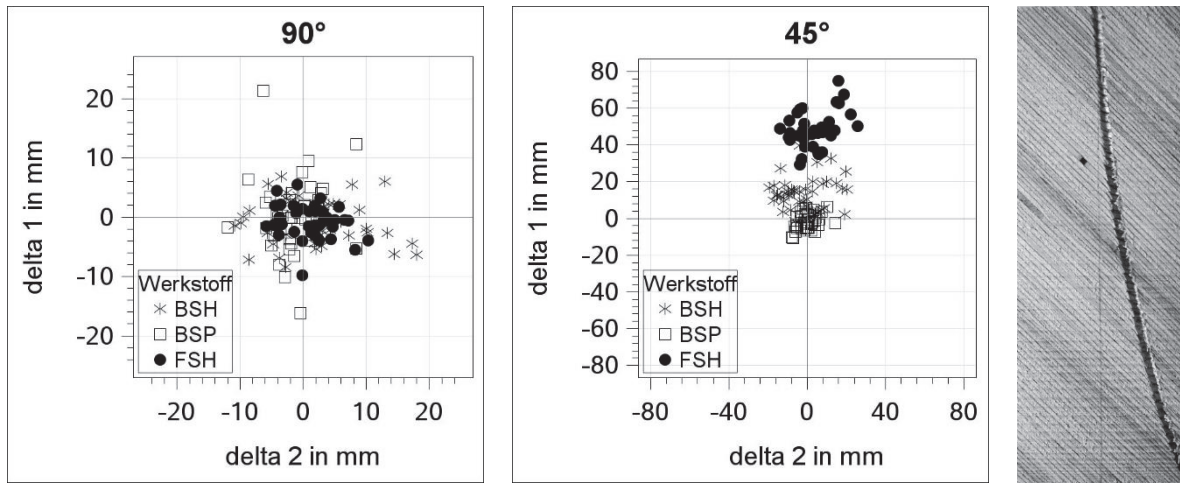 90°
20
10
0
-10
-20
delta 1 in mm
Werkstoff
BSH
BSP
FSH
-20 -10 0 10 20
delta 2 in mm
45°
80
60
40
20
0
-20
-40
-60
-80
delta 1 in mm
Werkstoff
BSH
BSP
FSH
-80 -40 0 40 80
delta 2 in mm